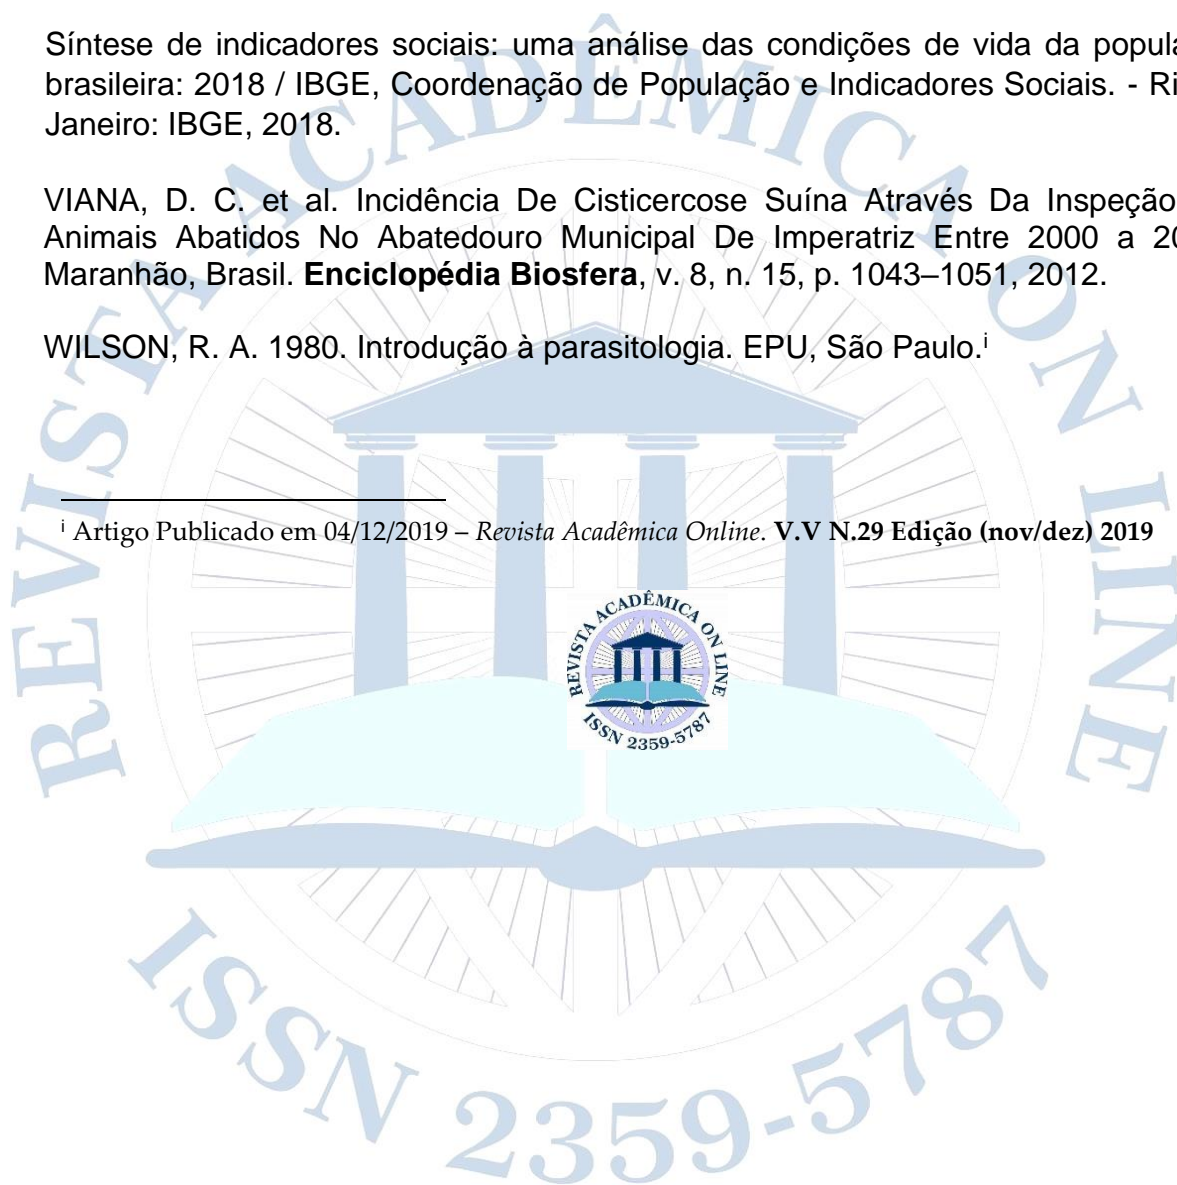 Síntese de indicadores sociais: uma análise das condições de vida da
brasileira: 2018 / IBGE, Coordenação de População e Indicadores Sociais. -
Janeiro: IBGE, 2018.
VIANA, D. C. et al. Incidência De Cisticercose Suína Através Da Inspeção
Animais Abatidos No Abatedouro Municipal De Imperatriz Entre 2000 a
Maranhão, Brasil. Enciclopédia Biosfera, v. 8, n. 15, p. 1043–1051, 2012.
WILSON, R. A. 1980. Introdução à parasitologia. EPU, São Paulo.i
i Artigo Publicado em 04/12/2019 – Revista Acadêmica Online. V.V N.29 Edição (nov/dez) 2019
REVISTA ACADÊMICA ON LINE
ISSN 2359-5787
REVISTA ACADÊMICA ON LINE
ISSN 2359-5787